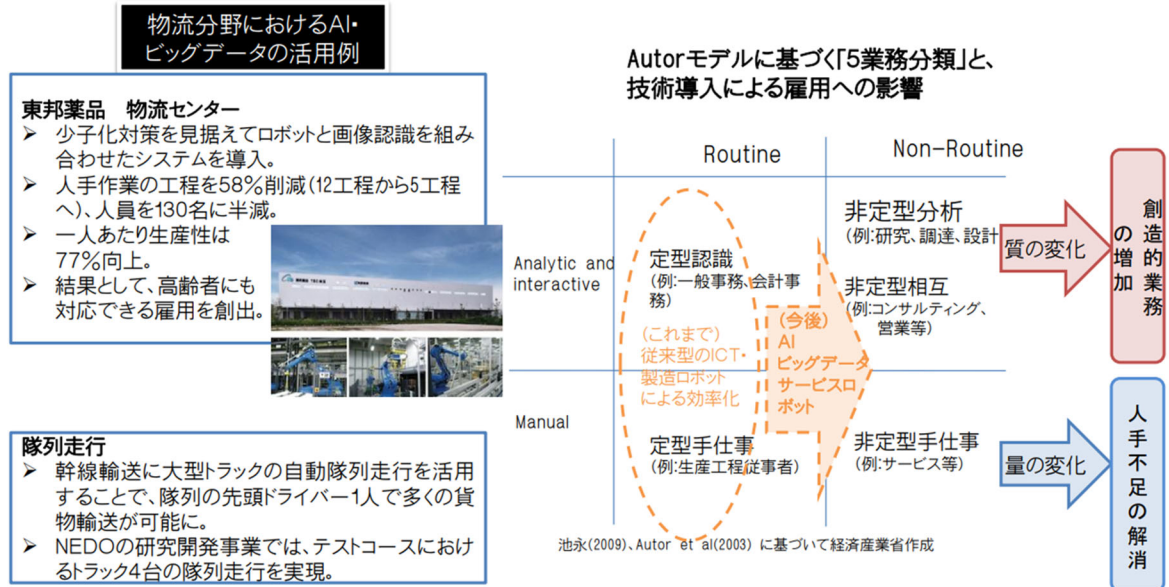 物流分野におけるAI・
ビッグデータの活用例
東邦薬品 物流センター
➢ 少子化対策を見据えてロボットと画像認識を組み
合わせたシステムを導入。
➢ 人手作業の工程を58%削減(12工程から5工程
へ)、人員を130名に半減。
➢ 一人あたり生産性は
77%向上。
➢ 結果として、高齢者にも
対応できる雇用を創出。
隊列走行
➢ 幹線輸送に大型トラックの自動隊列走行を活用
することで、隊列の先頭ドライバー1人で多くの貨
物輸送が可能に。
➢ NEDOの研究開発事業では、テストコースにおけ
るトラック4台の隊列走行を実現。
Autorモデルに基づく「5業務分類」と、
技術導入による雇用への影響
Routine
Non-Routine
Analytic and
interactive
定型認識
(例:一般事務、会計事
務)
(これまで)
従来型のICT・
製造ロボット
による効率化
(今後)
AI
ビッグデータ
サービスロ
ボット
非定型分析
(例:研究、調達、設計
非定型相互
(例:コンサルティング、
営業等)
Manual
定型手仕事
(例:生産工程従事者)
非定型手仕事
(例:サービス等)
質の変化
創造的業務
の増加
量の変化
人手不足の解消
池永(2009)、Autor et al(2003) に基づいて経済産業省作成